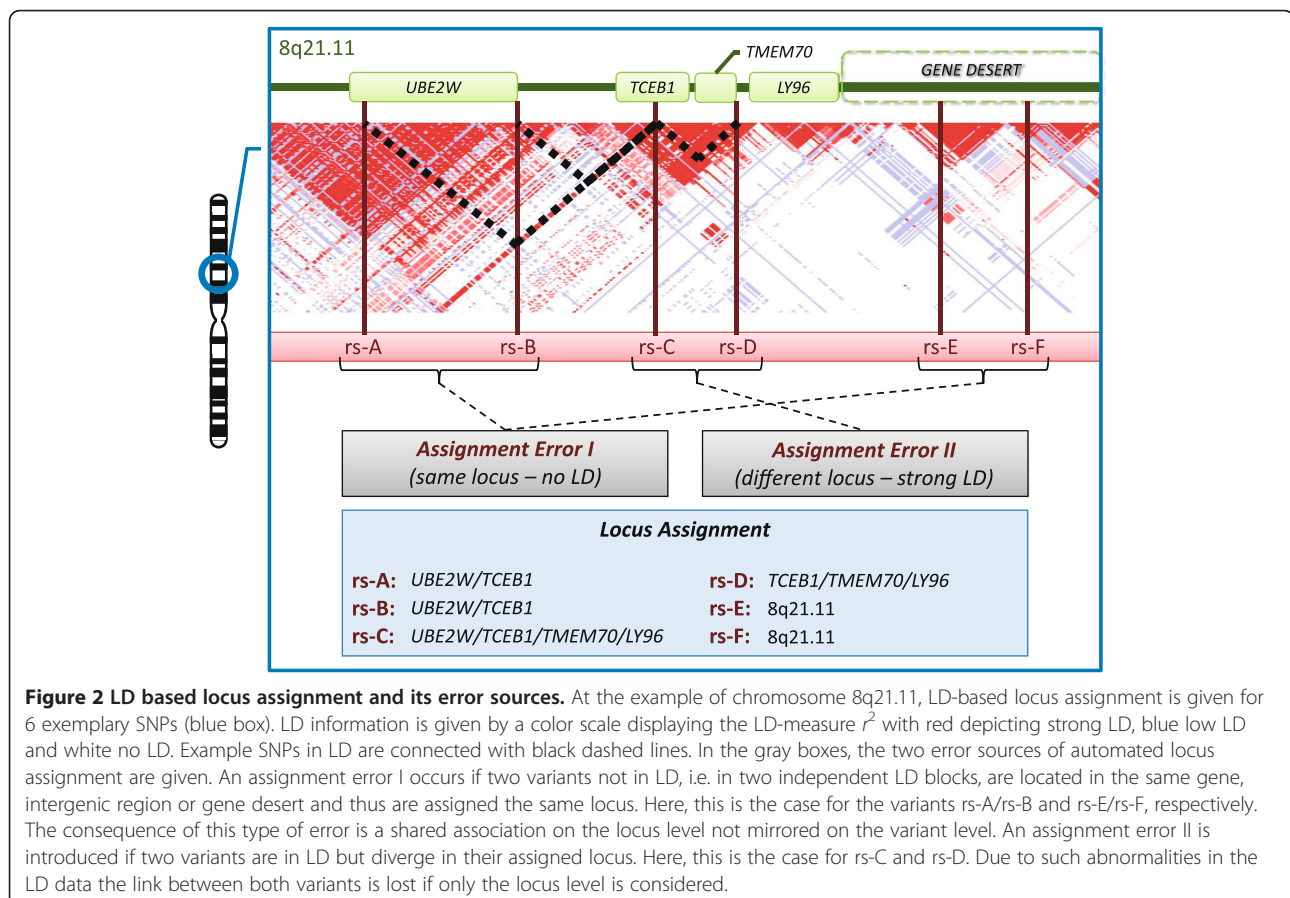 8q21.11
TMEM70
UBE2W
TCEB1
LY96
GENE DESERT
rs-A
rs-B
rs-C
rs-D
rs-E
rs-F
Assignment Error I
(same locus – no LD)
Assignment Error II
(different locus – strong LD)
Locus Assignment
rs-A: UBE2W/TCEB1
rs-B: UBE2W/TCEB1
rs-C: UBE2W/TCEB1/TMEM70/LY96
rs-D: TCEB1/TMEM70/LY96
rs-E: 8q21.11
rs-F: 8q21.11
Figure 2 LD based locus assignment and its error sources. At the example of chromosome 8q21.11, LD-based locus assignment is given for
6 exemplary SNPs (blue box). LD information is given by a color scale displaying the LD-measure r² with red depicting strong LD, blue low LD
and white no LD. Example SNPs in LD are connected with black dashed lines. In the gray boxes, the two error sources of automated locus
assignment are given. An assignment error I occurs if two variants not in LD, i.e. in two independent LD blocks, are located in the same gene,
intergenic region or gene desert and thus are assigned the same locus. Here, this is the case for the variants rs-A/rs-B and rs-E/rs-F, respectively.
The consequence of this type of error is a shared association on the locus level not mirrored on the variant level. An assignment error II is
introduced if two variants are in LD but diverge in their assigned locus. Here, this is the case for rs-C and rs-D. Due to such abnormalities in the
LD data the link between both variants is lost if only the locus level is considered.